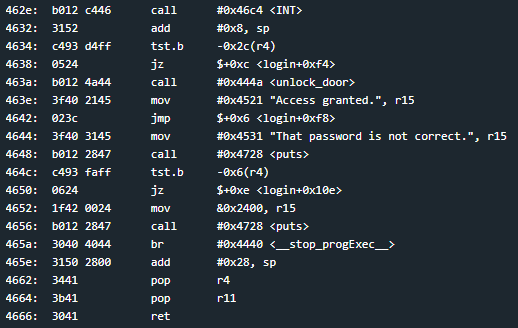 462e:  b012 c446      call      #0x46c4 <INT>
4632:  3152           add       #0x8, sp
4634:  c493 d4ff      tst.b     -0x2c(r4)
4638:  0524           jz        $+0xc <login+0xf4>
463a:  b012 4a44      call      #0x444a <unlock_door>
463e:  3f40 2145      mov       #0x4521 "Access granted.", r15
4642:  023c           jmp       $+0x6 <login+0xf8>
4644:  3f40 3145      mov       #0x4531 "That password is not correct.", r15
4648:  b012 2847      call      #0x4728 <puts>
464c:  c493 faff      tst.b     -0x6(r4)
4650:  0624           jz        $+0xe <login+0x10e>
4652:  1f42 0024      mov       &0x2400, r15
4656:  b012 2847      call      #0x4728 <puts>
465a:  3040 4044      br        #0x4440 <__stop_progExec__>
465e:  3150 2800      add       #0x28, sp
4662:  3441           pop       r4
4664:  3b41           pop       r11
4666:  3041           ret